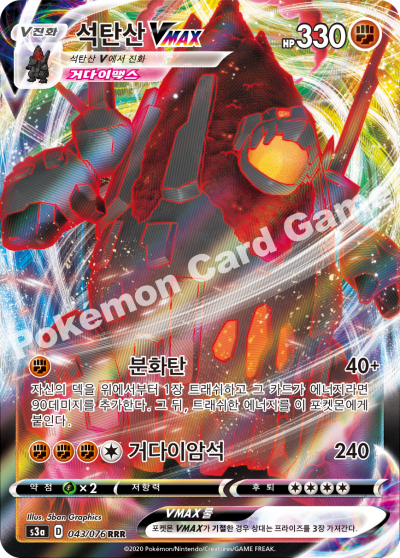 V진화 석탄산 VMAX HP 330
석탄산 V에서 진화
거다이맥스
Pokémon Card Game
분화탄 40+
자신의 덱을 위에서부터 1장 트래쉬하고 그 카드가 에너지라면
90데미지를 추가한다. 그 뒤, 트래쉬한 에너지를 이 포켓몬에게
붙인다.
거다이암석 240
약점 ×2 저항력 후퇴
Illus. 5ban Graphics
VMAX 룰
s3a D 043/076 RRR
포켓몬 VMAX가 기절한 경우 상대는 프라이즈를 3장 가져간다.
©2020 Pokémon/Nintendo/Creatures/GAME FREAK.